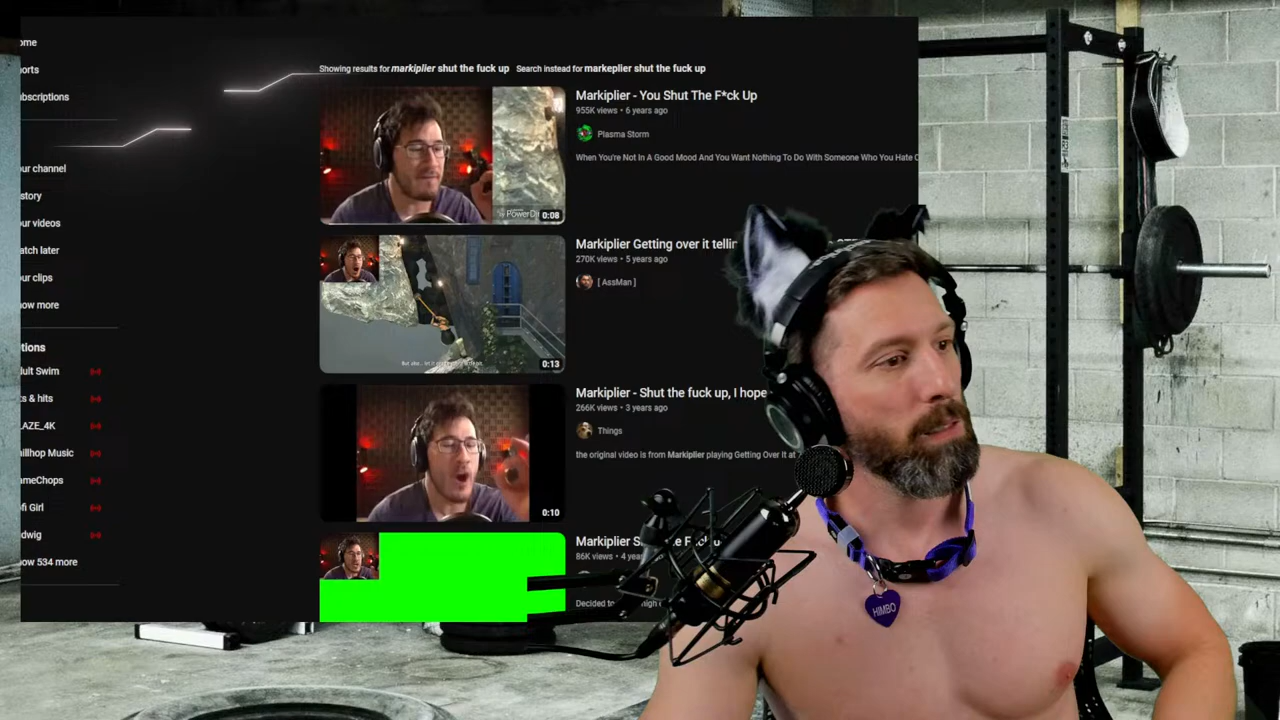 ome
orts
ubscriptions
our channel
istory
ur videos
atch later
ur clips
ow more
tions
dult Swim
ts & hits
LAZE_4K
hillhop Music
ameChops
ofi Girl
dwig
ow 534 more
Showing results for markiplier shut the fuck up Search instead for markeplier shut the fuck up
PowerDi
0:08
Markiplier - You Shut The F*ck Up
955K views • 6 years ago
Plasma Storm
When You're Not In A Good Mood And You Want Nothing To Do With Someone Who You Hate
0:13
Markiplier Getting over it tellin
270K views • 5 years ago
[ AssMan ]
0:10
Markiplier - Shut the fuck up, I hope
266K views • 3 years ago
Things
the original video is from Markiplier playing Getting Over It at
Markiplier
86K views • 4 yea
Decided to
HIMBO